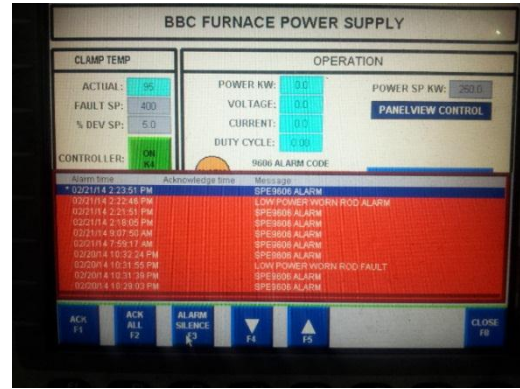 BBC FURNACE POWER SUPPLY
CLAMP TEMP
ACTUAL: 95
FAULT SP: 400
% DEV SP: 5.0
CONTROLLER: ON
K4
OPERATION
POWER KW: 0.0
VOLTAGE: 0.0
CURRENT: 0.0
DUTY CYCLE: 0.00
9606 ALARM CODE
POWER SP KW: 250.0
PANELVIEW CONTROL
Alarm time Acknowledge time Message
* 02/21/14 2:23:51 PM SPE9606 ALARM
02/21/14 2:22:46 PM LOW POWER WORN ROD ALARM
02/21/14 2:21:51 PM SPE9606 ALARM
02/21/14 2:18:05 PM SPE9606 ALARM
02/21/14 9:07:50 AM SPE9606 ALARM
02/21/14 7:59:17 AM SPE9606 ALARM
02/20/14 10:32:24 PM SPE9606 ALARM
02/20/14 10:31:55 PM LOW POWER WORN ROD FAULT
02/20/14 10:31:39 PM SPE9606 ALARM
02/20/14 10:29:03 PM SPE9606 ALARM
ACK
F1
ACK
ALL
F2
ALARM
SILENCE
F3
F4
F5
CLOSE
F8